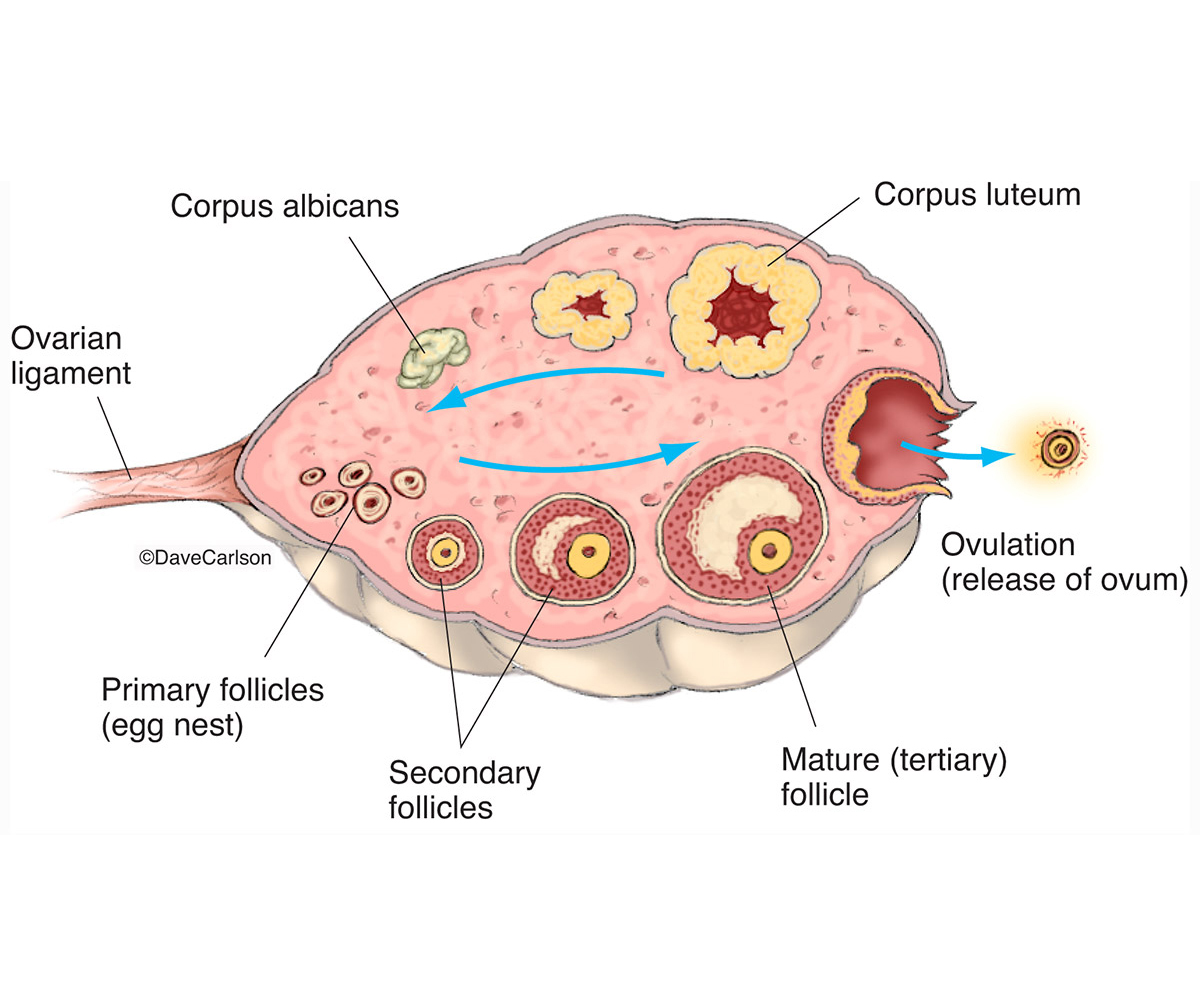 Corpus albicans
Corpus luteum
Ovarian
ligament
©DaveCarlson
Ovulation
(release of ovum)
Primary follicles
(egg nest)
Secondary
follicles
Mature (tertiary)
follicle